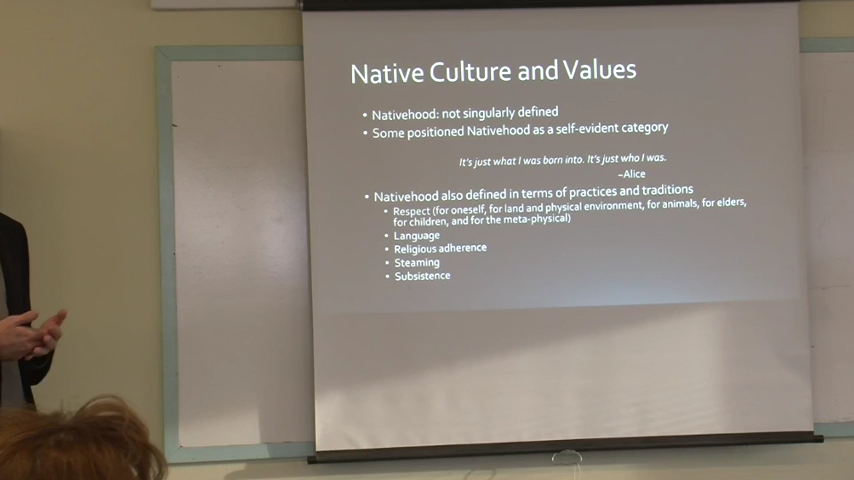 Native Culture and Values
• Nativehood: not singularly defined
• Some positioned Nativehood as a self-evident category
It's just what I was born into. It's just who I was.
–Alice
• Nativehood also defined in terms of practices and traditions
• Respect (for oneself, for land and physical environment, for animals, for elders,
for children, and for the meta-physical)
• Language
• Religious adherence
• Steaming
• Subsistence